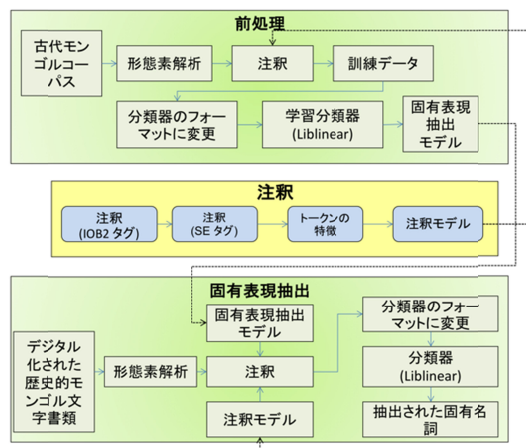 前処理
古代モン
ゴルコー
パス
形態素解析
注釈
訓練データ
分類器のフォー
マットに変更
学習分類器
(Liblinear)
固有表現
抽出
モデル
注釈
注釈
(IOB2 タグ)
注釈
(SE タグ)
トークンの
特徴
注釈モデル
固有表現抽出
デジタル
化された
歴史的モ
ンゴル文
字書類
形態素解析
固有表現抽出
モデル
注釈
注釈モデル
分類器のフォー
マットに変更
分類器
(Liblinear)
抽出された固有名
詞